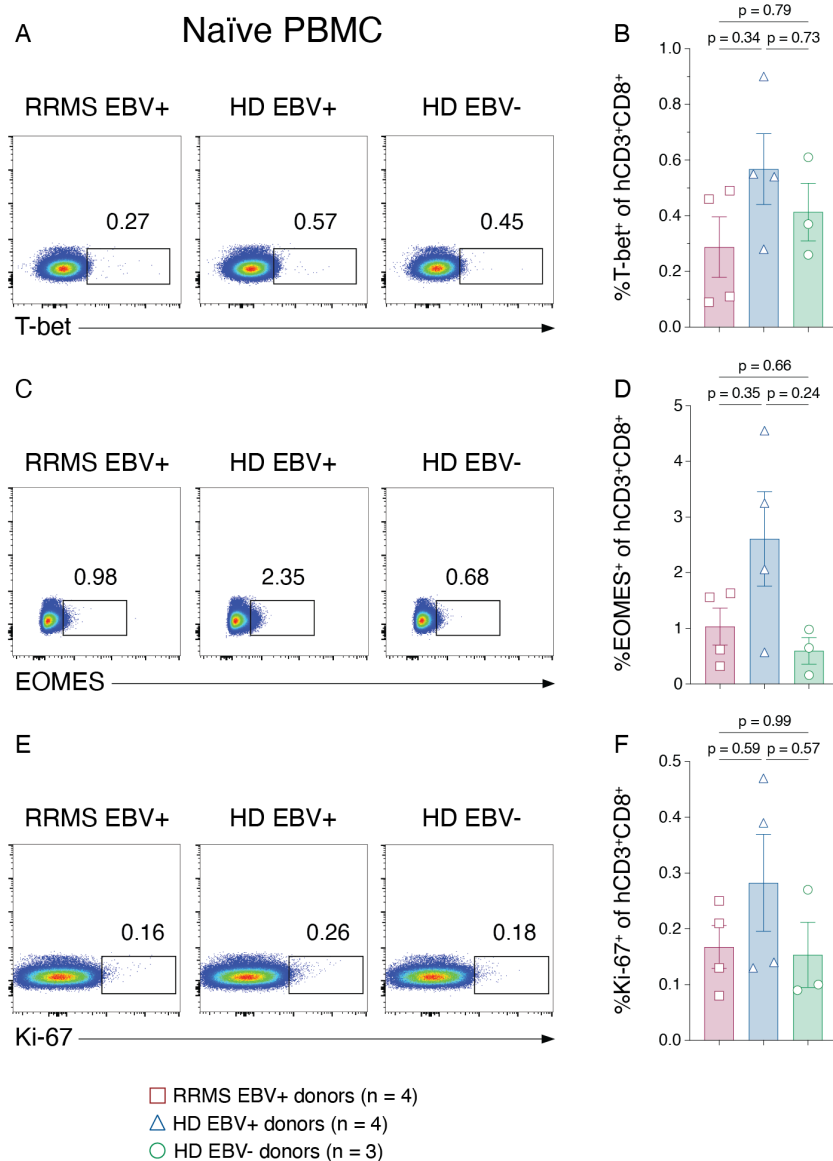 A
Naïve PBMC
RRMS EBV+
HD EBV+
HD EBV-
0.27
0.57
0.45
T-bet
B
p = 0.79
p = 0.34
p = 0.73
%T-bet⁺ of hCD3⁺CD8⁺
1.0
0.8
0.6
0.4
0.2
0.0
C
RRMS EBV+
HD EBV+
HD EBV-
0.98
2.35
0.68
EOMES
D
p = 0.66
p = 0.35
p = 0.24
%EOMES⁺ of hCD3⁺CD8⁺
5
4
3
2
1
0
E
RRMS EBV+
HD EBV+
HD EBV-
0.16
0.26
0.18
Ki-67
F
p = 0.99
p = 0.59
p = 0.57
%Ki-67⁺ of hCD3⁺CD8⁺
0.5
0.4
0.3
0.2
0.1
0.0
RRMS EBV+ donors (n = 4)
HD EBV+ donors (n = 4)
HD EBV- donors (n = 3)